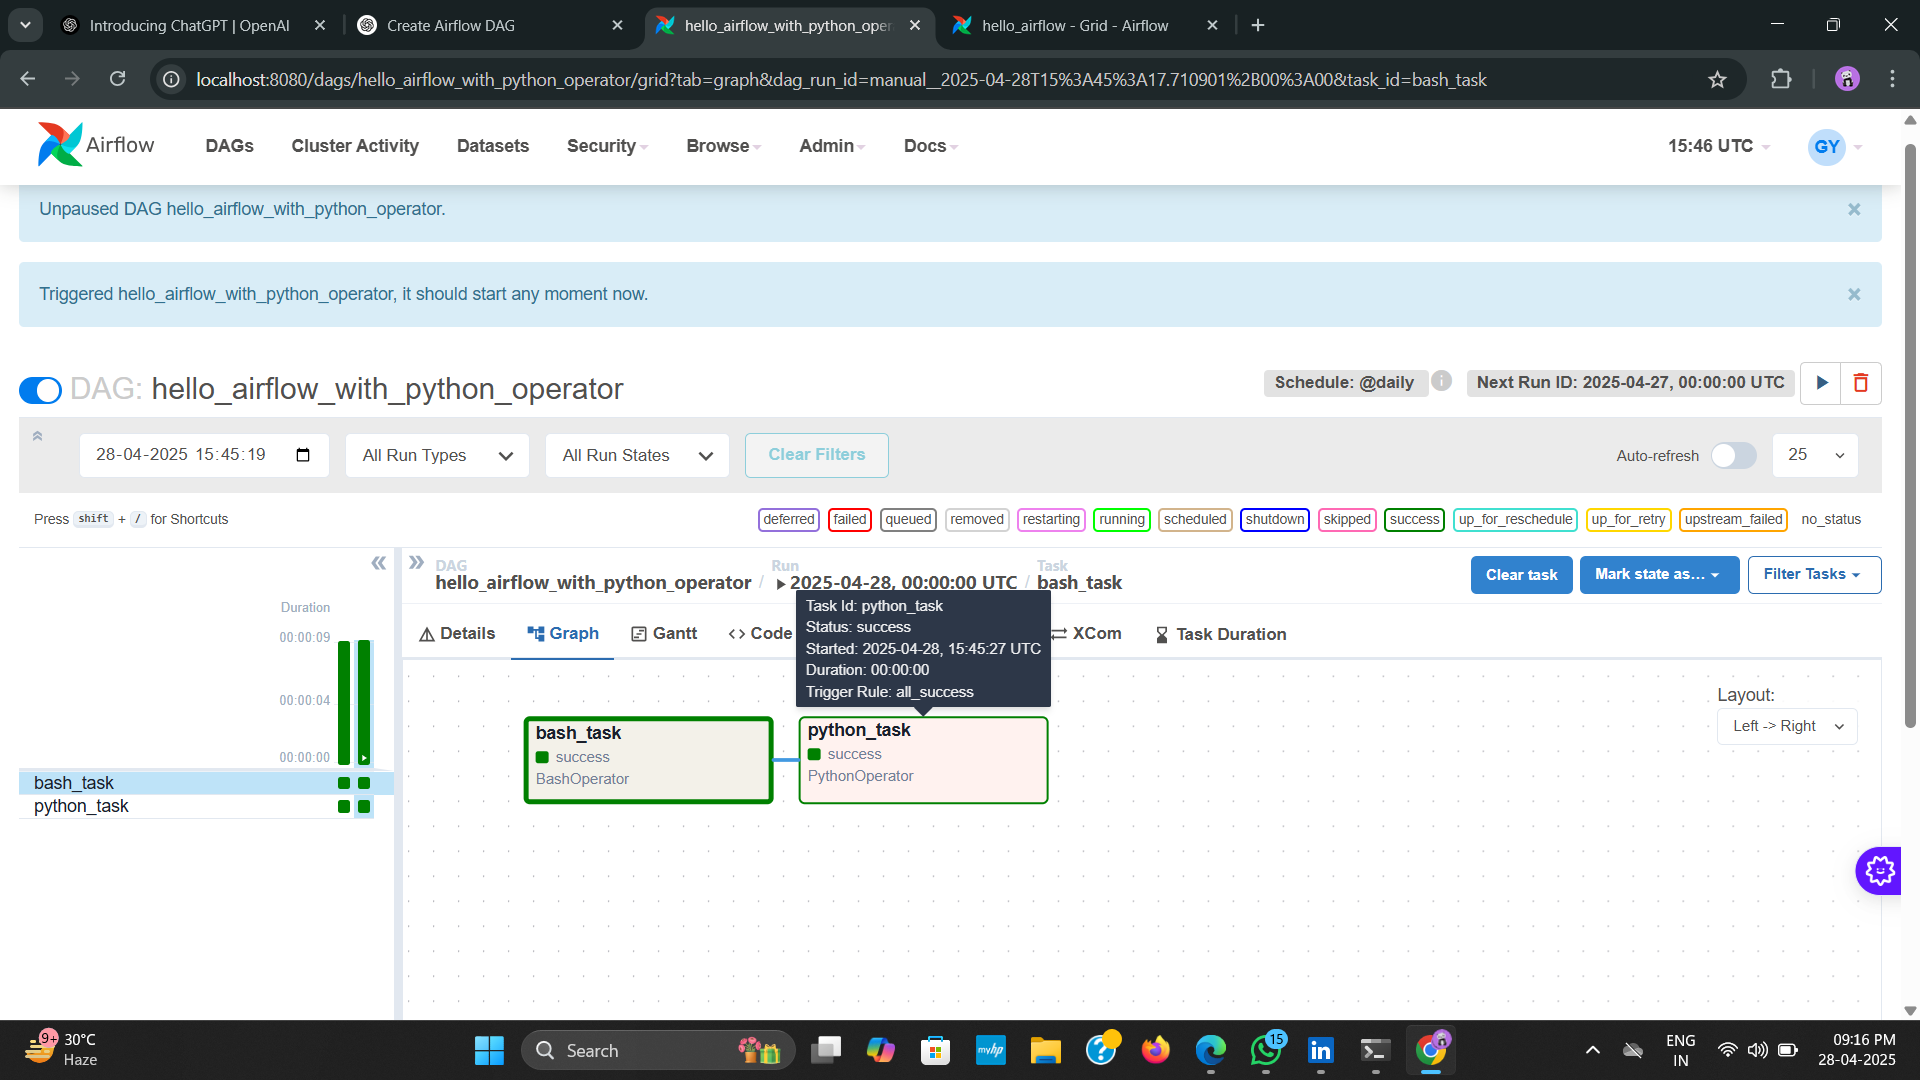 Introducing ChatGPT | OpenAI
Create Airflow DAG
hello_airflow_with_python_oper
hello_airflow - Grid - Airflow
localhost:8080/dags/hello_airflow_with_python_operator/grid?tab=graph&dag_run_id=manual__2025-04-28T15%3A45%3A17.710901%2B00%3A00&task_id=bash_task
Airflow DAGs Cluster Activity Datasets Security Browse Admin Docs 15:46 UTC GY
Unpaused DAG hello_airflow_with_python_operator.
Triggered hello_airflow_with_python_operator, it should start any moment now.
DAG: hello_airflow_with_python_operator
Schedule: @daily
Next Run ID: 2025-04-27, 00:00:00 UTC
28-04-2025 15:45:19 All Run Types All Run States Clear Filters Auto-refresh 25
Press shift + / for Shortcuts
deferred failed queued removed restarting running scheduled shutdown skipped success up_for_reschedule up_for_retry upstream_failed no_status
DAG
hello_airflow_with_python_operator /
Run
2025-04-28, 00:00:00 UTC /
Task
bash_task
Clear task Mark state as... Filter Tasks
Duration
00:00:09
00:00:04
00:00:00
bash_task
python_task
Details Graph Gantt <> Code XCom Task Duration
Task Id: python_task
Status: success
Started: 2025-04-28, 15:45:27 UTC
Duration: 00:00:00
Trigger Rule: all_success
Layout:
Left -> Right
bash_task
success
BashOperator
python_task
success
PythonOperator
9+
30°C
Haze
Search
myhp
15
in
ENG
IN
09:16 PM
28-04-2025